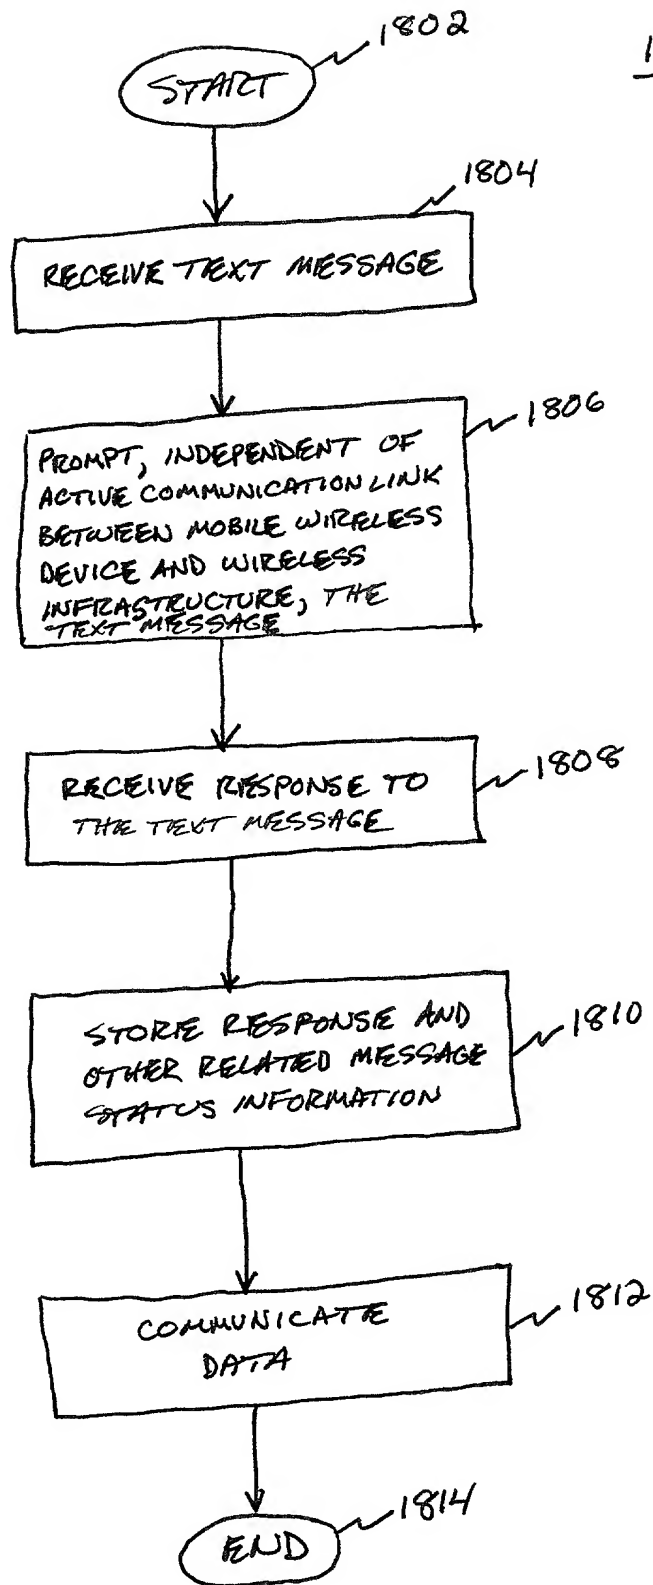 1802
START
1804
RECEIVE TEXT MESSAGE
1806
PROMPT, INDEPENDENT OF
ACTIVE COMMUNICATION LINK
BETWEEN MOBILE WIRELESS
DEVICE AND WIRELESS
INFRASTRUCTURE, THE
TEXT MESSAGE
1808
RECEIVE RESPONSE TO
THE TEXT MESSAGE
1810
STORE RESPONSE AND
OTHER RELATED MESSAGE
STATUS INFORMATION
1812
COMMUNICATE
DATA
1814
END